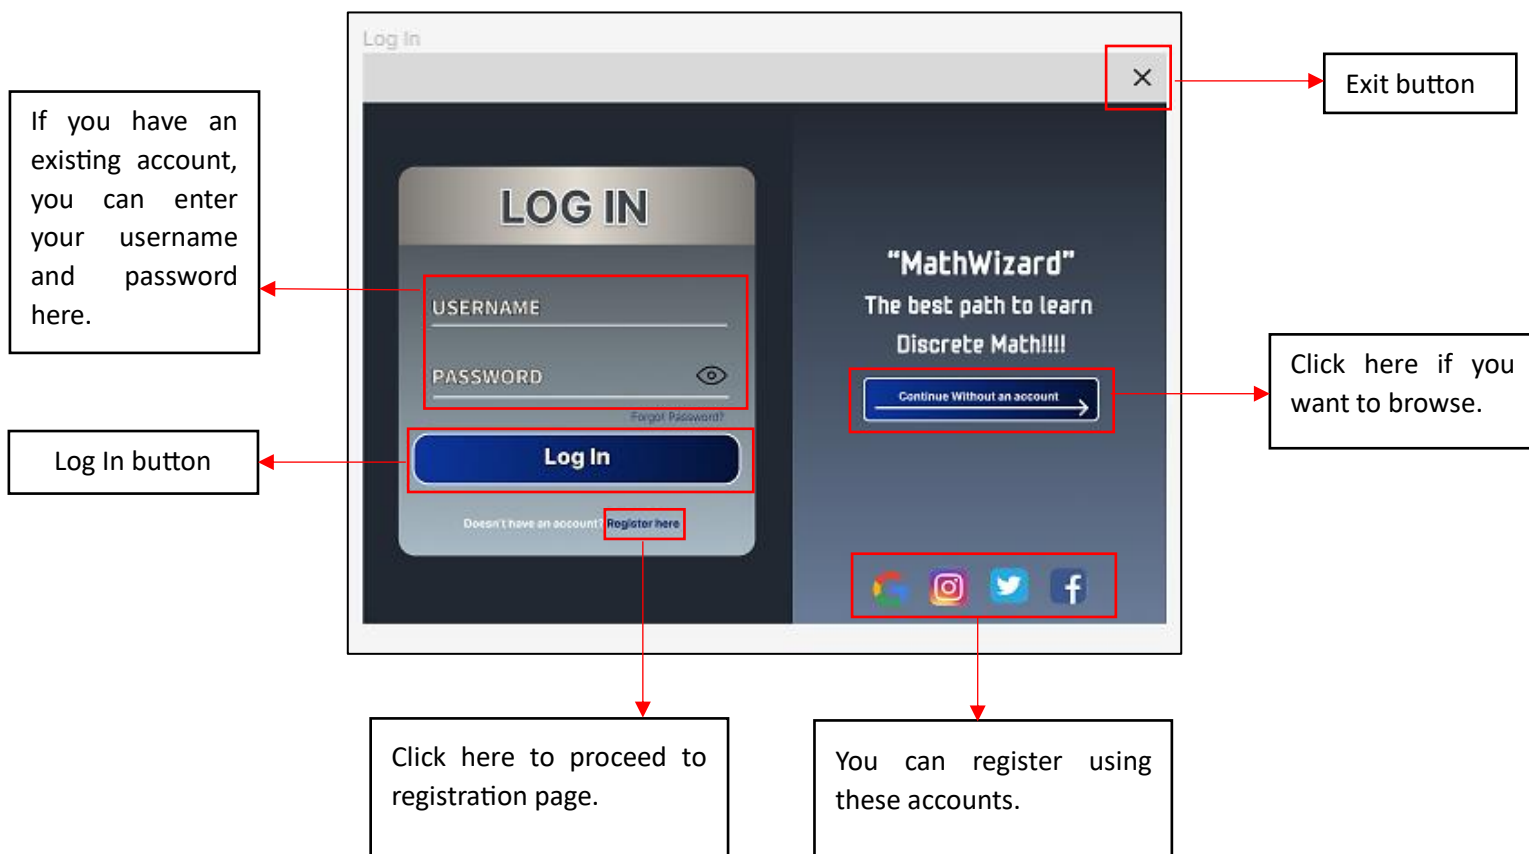 Log In
Exit button
If you have an
existing account,
you can enter
your username
and password
here.
LOG IN
USERNAME
PASSWORD
Forgot Password?
Log In
Doesn't have an account? Register here
Log In button
“MathWizard”
The best path to learn
Discrete Math!!!!
Continue Without an account
Click here if you
want to browse.
Click here to proceed to
registration page.
You can register using
these accounts.